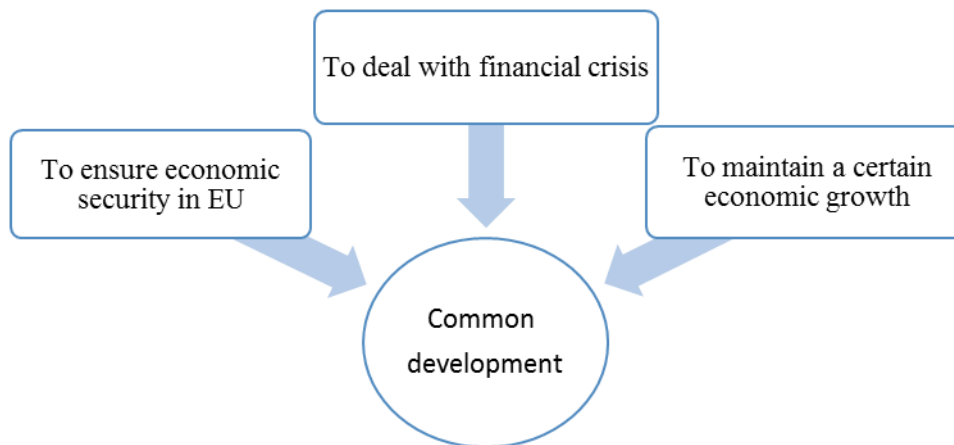 To deal with financial crisis
To ensure economic
security in EU
To maintain a certain
economic growth
Common
development